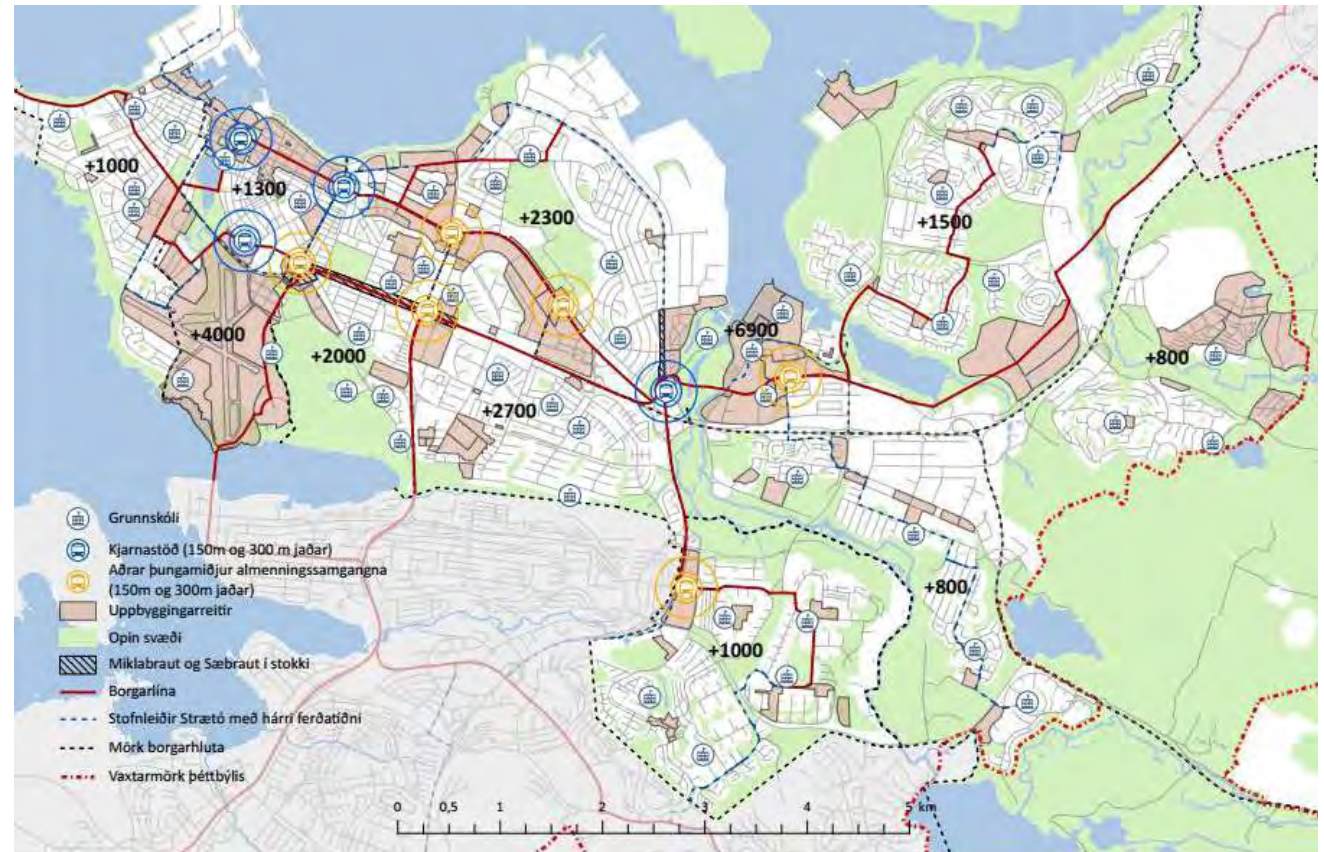 +1000
+1300
+2300
+1500
+4000
+2000
+6900
+800
+2700
+800
+1000
Grunnskóli
Kjarnastöð (150m og 300 m jaðar)
Aðrar þungamiðjur almenningssamgangna
(150m og 300m jaðar)
Uppbyggingarreitir
Opin svæði
Miklabraut og Sæbraut í stokki
Borgarlína
Stofnleiðir Strætó með hárri ferðatíðni
Mörk borgarhluta
Vaxtarmörk þéttbýlis
0 0,5 1 2 3 4 5 km